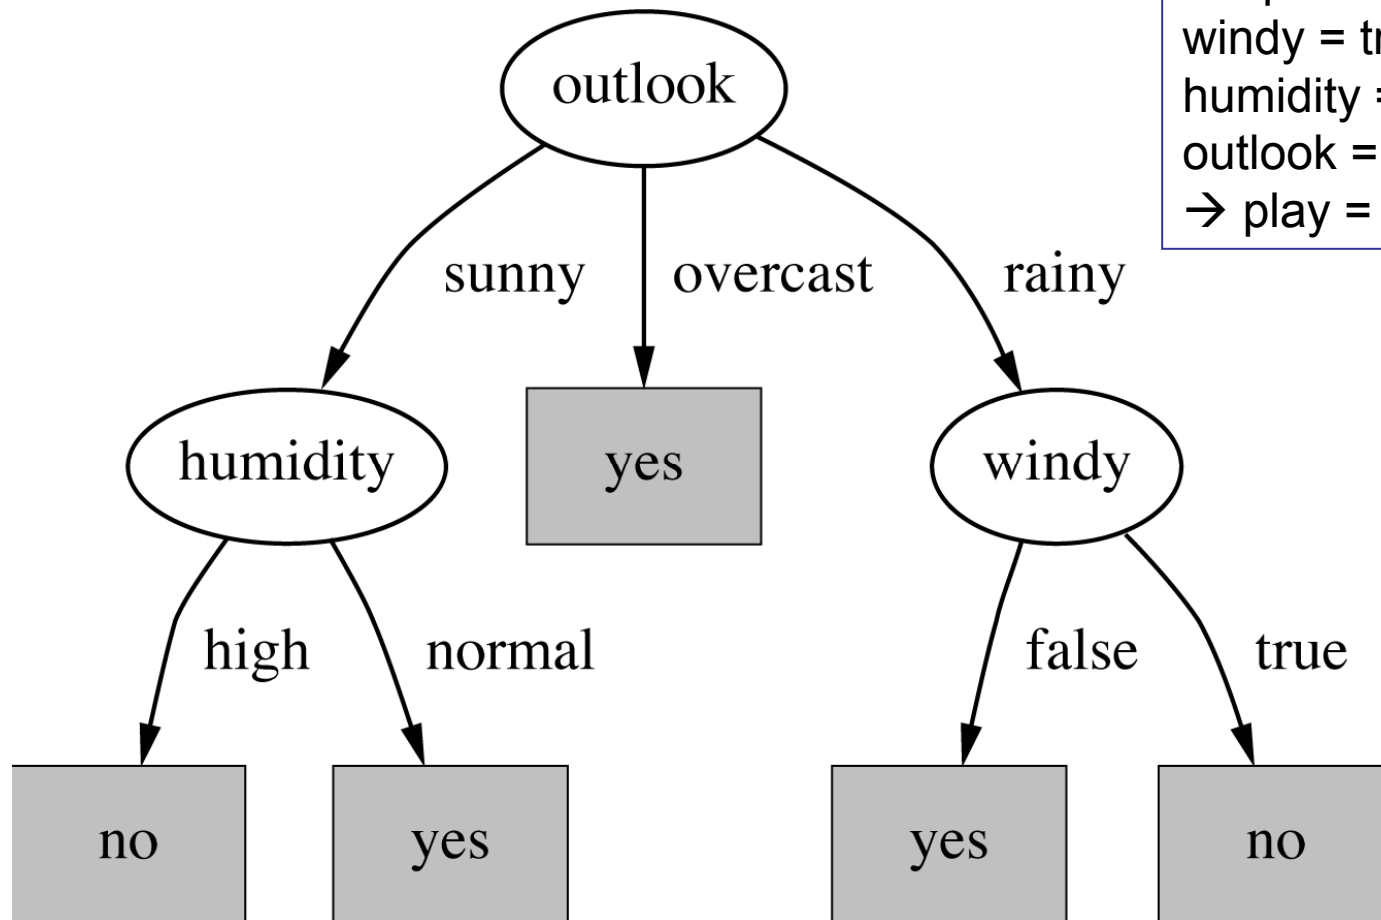 outlook
windy =
humidity =
outlook =
→ play =
sunny overcast rainy
humidity yes windy
high normal false true
no yes yes no